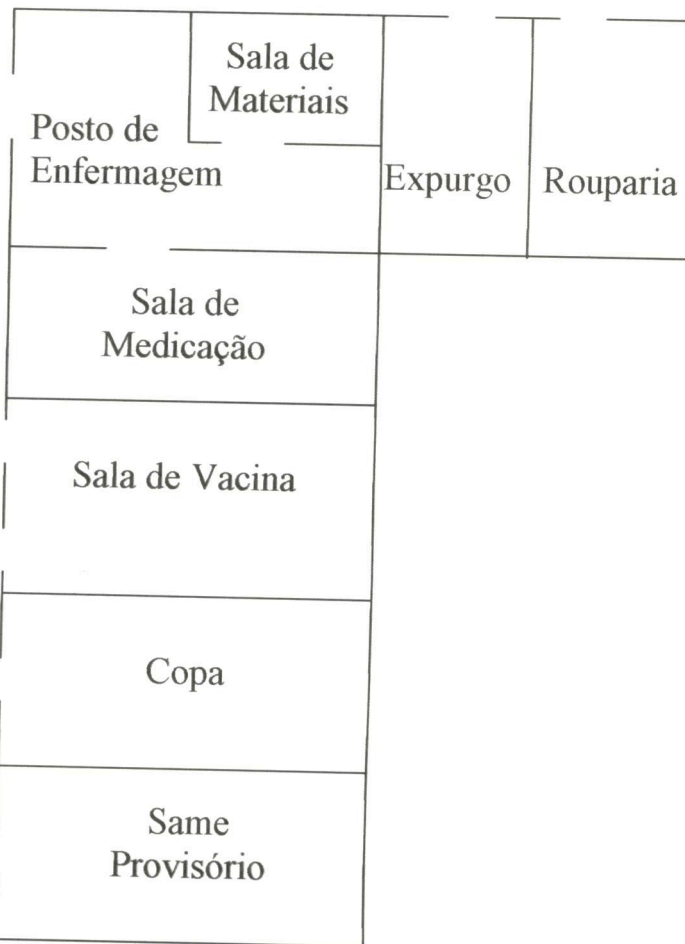 Sala de
Materiais
Posto de
Enfermagem
Expurgo
Rouparia
Sala de
Medicação
Sala de Vacina
Copa
Same
Provisório